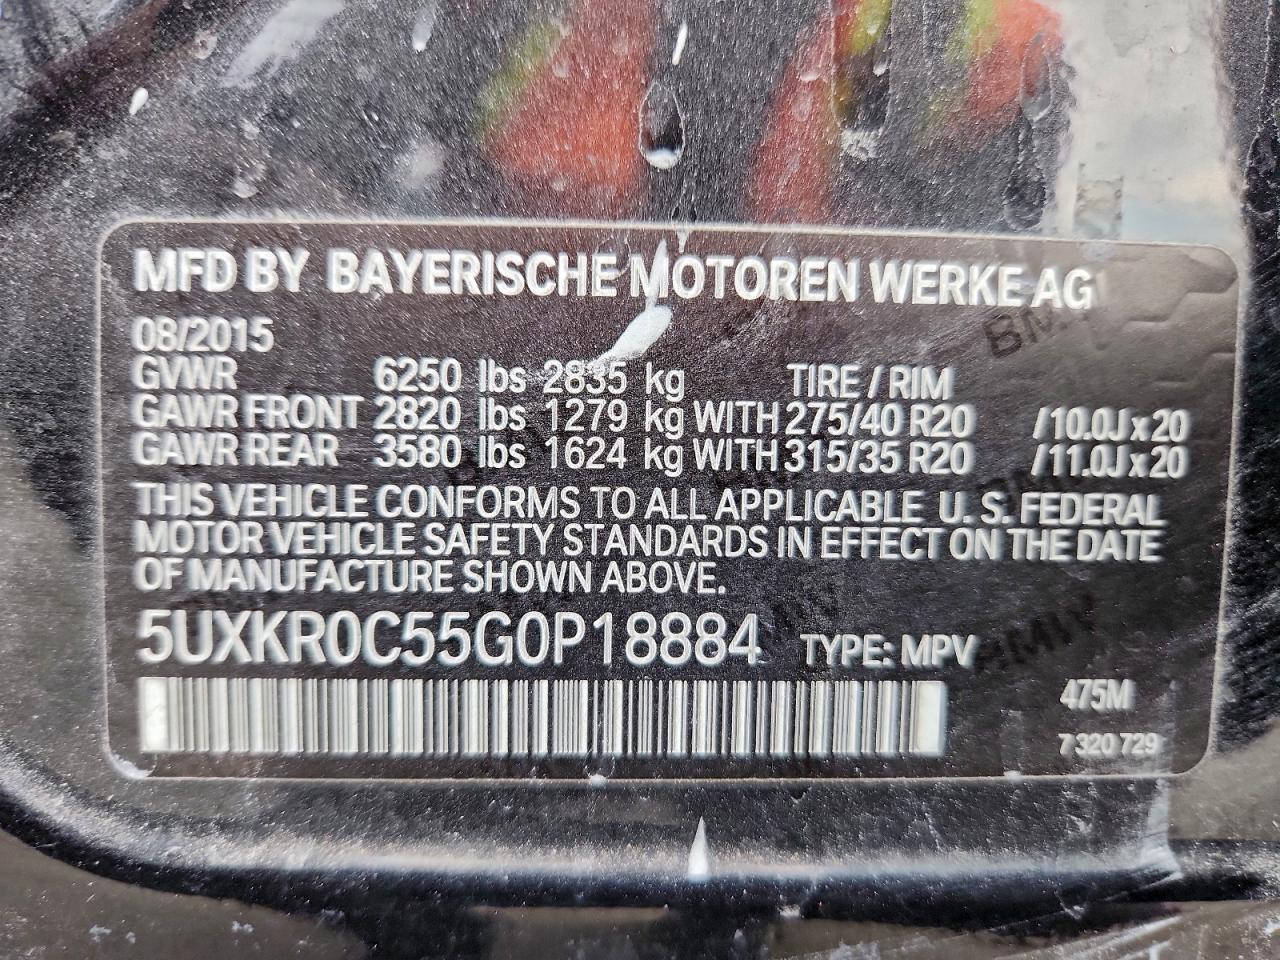 MFD BY BAYERISCHE MOTOREN WERKE AG
08/2015
GVWR 6250 lbs 2835 kg TIRE / RIM
GAWR FRONT 2820 lbs 1279 kg WITH 275/40 R20 /10.0J x 20
GAWR REAR 3580 lbs 1624 kg WITH 315/35 R20 /11.0J x 20
THIS VEHICLE CONFORMS TO ALL APPLICABLE U.S. FEDERAL
MOTOR VEHICLE SAFETY STANDARDS IN EFFECT ON THE DATE
OF MANUFACTURE SHOWN ABOVE.
5UXKR0C55G0P18884 TYPE: MPV
475M
7 320 729
BMW
BMW